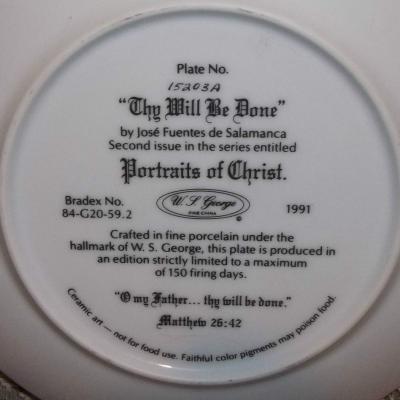 Plate No.
15203A
"Thy Will Be Done"
by José Fuentes de Salamanca
Second issue in the series entitled
Portraits of Christ.
Bradex No.
84-G20-59.2
W. S. George
FINE CHINA
©
1991
Crafted in fine porcelain under the
hallmark of W. S. George, this plate is produced in
an edition strictly limited to a maximum
of 150 firing days.
"O my Father... thy will be done."
Matthew 26:42
Ceramic art — not for food use. Faithful color pigments may poison food.